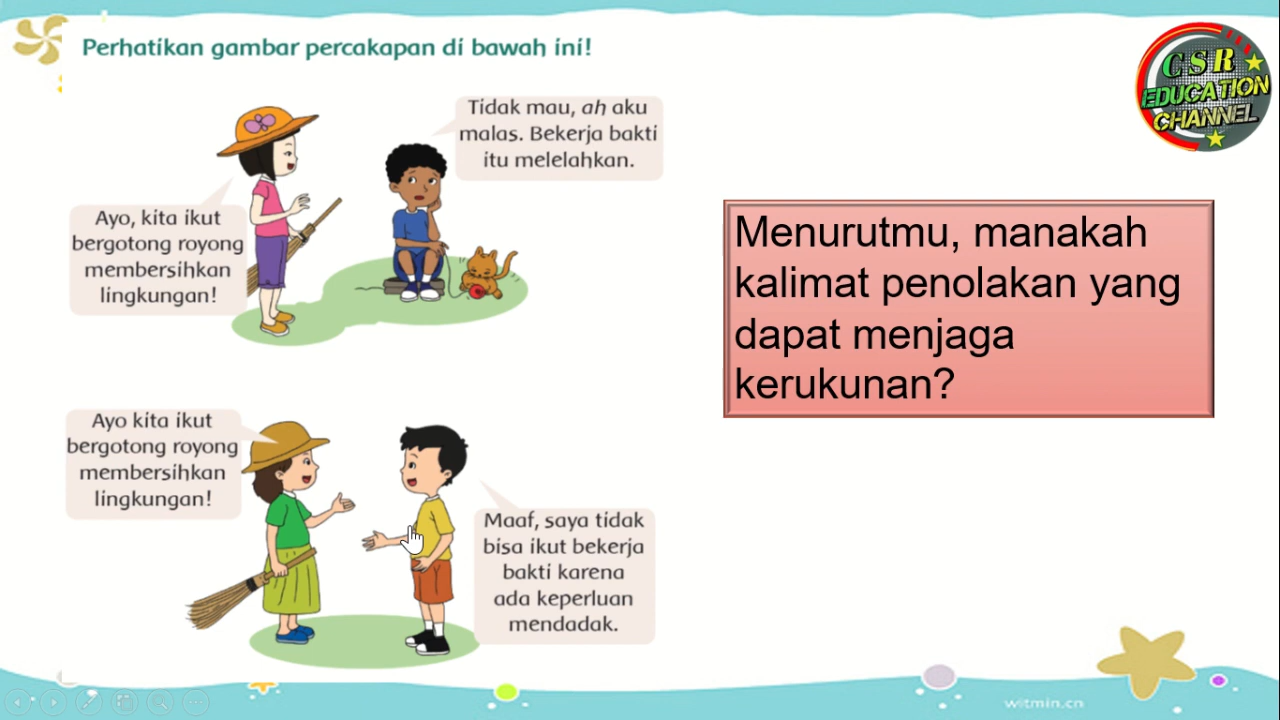 Perhatikan gambar percakapan di bawah ini!
CSR
EDUCATION
CHANNEL
Tidak mau, ah aku
malas. Bekerja bakti
itu melelahkan.
Ayo, kita ikut
bergotong royong
membersihkan
lingkungan!
Menurutmu, manakah
kalimat penolakan yang
dapat menjaga
kerukunan?
Ayo kita ikut
bergotong royong
membersihkan
lingkungan!
Maaf, saya tidak
bisa ikut bekerja
bakti karena
ada keperluan
mendadak.
witmin.cn